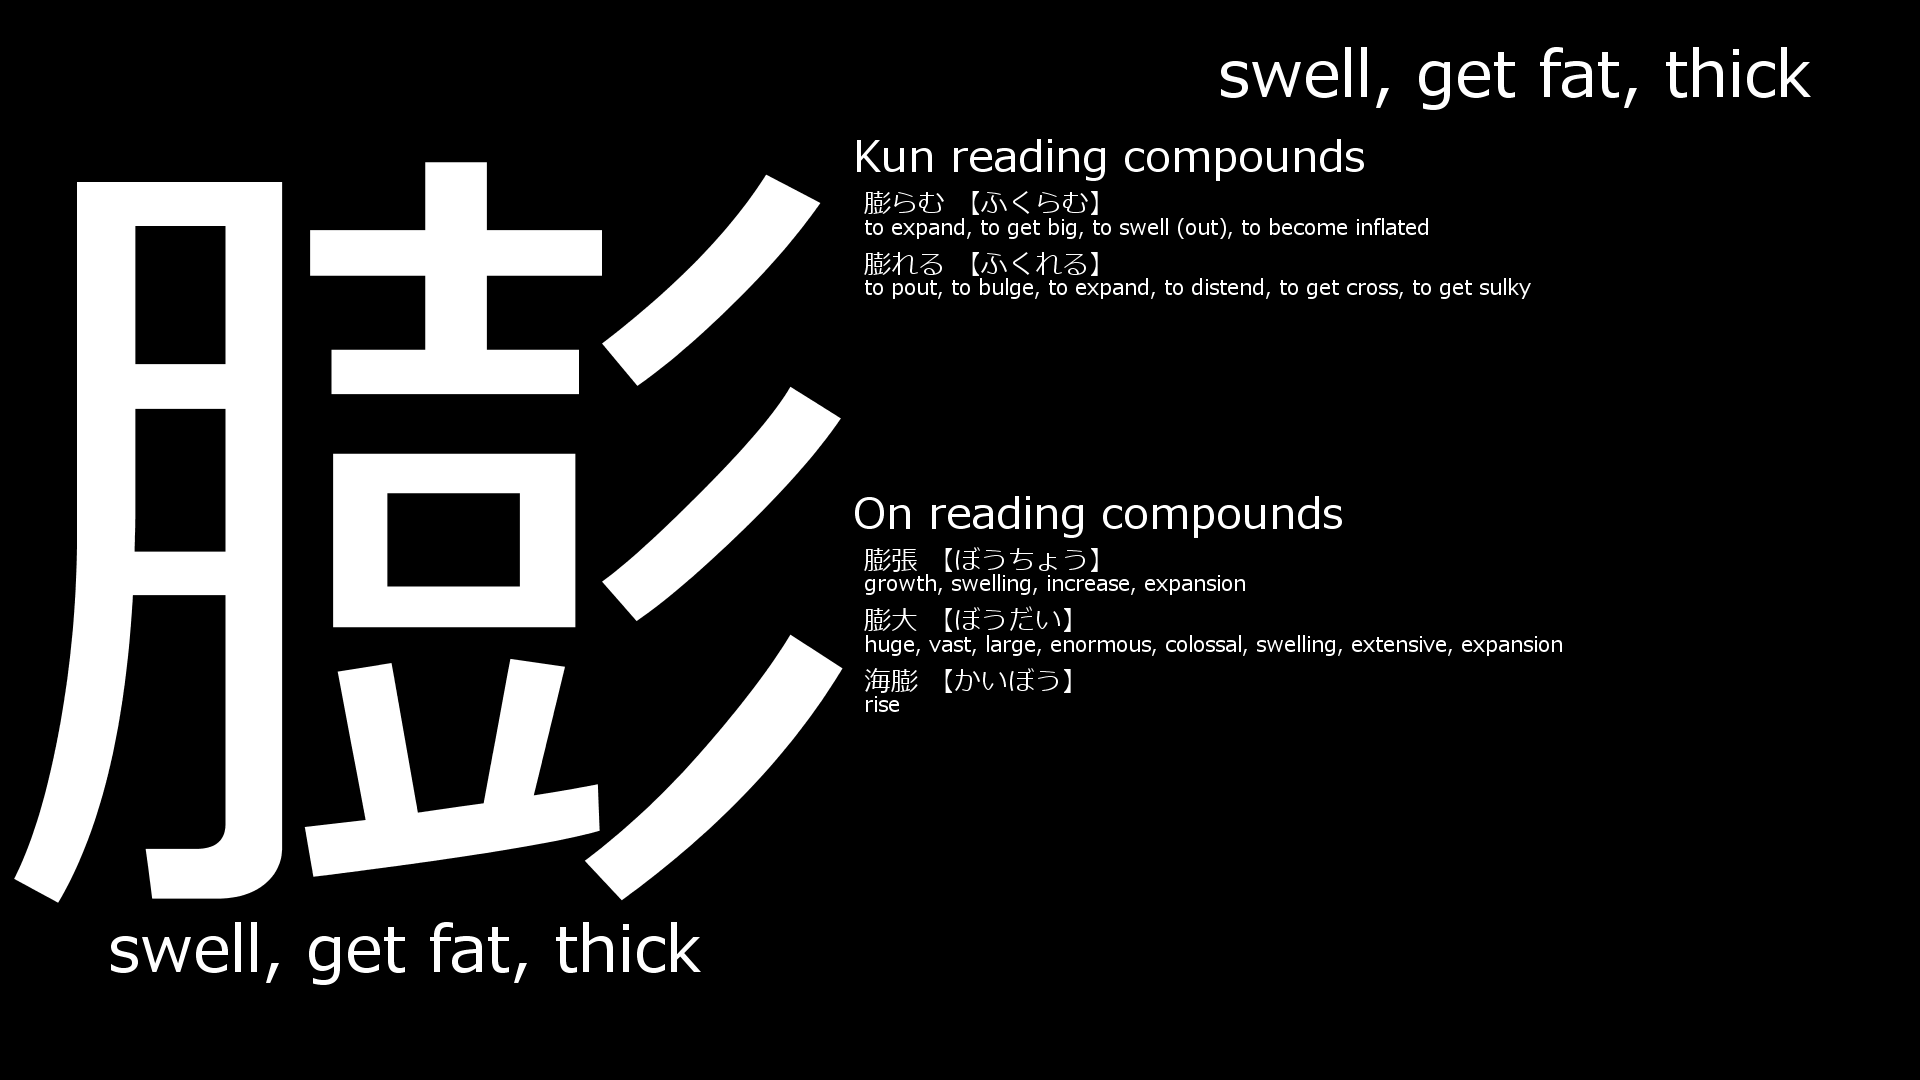 膨
swell, get fat, thick
swell, get fat, thick
Kun reading compounds
膨らむ 【ふくらむ】
to expand, to get big, to swell (out), to become inflated
膨れる 【ふくれる】
to pout, to bulge, to expand, to distend, to get cross, to get sulky
On reading compounds
膨張 【ぼうちょう】
growth, swelling, increase, expansion
膨大 【ぼうだい】
huge, vast, large, enormous, colossal, swelling, extensive, expansion
海膨 【かいぼう】
rise